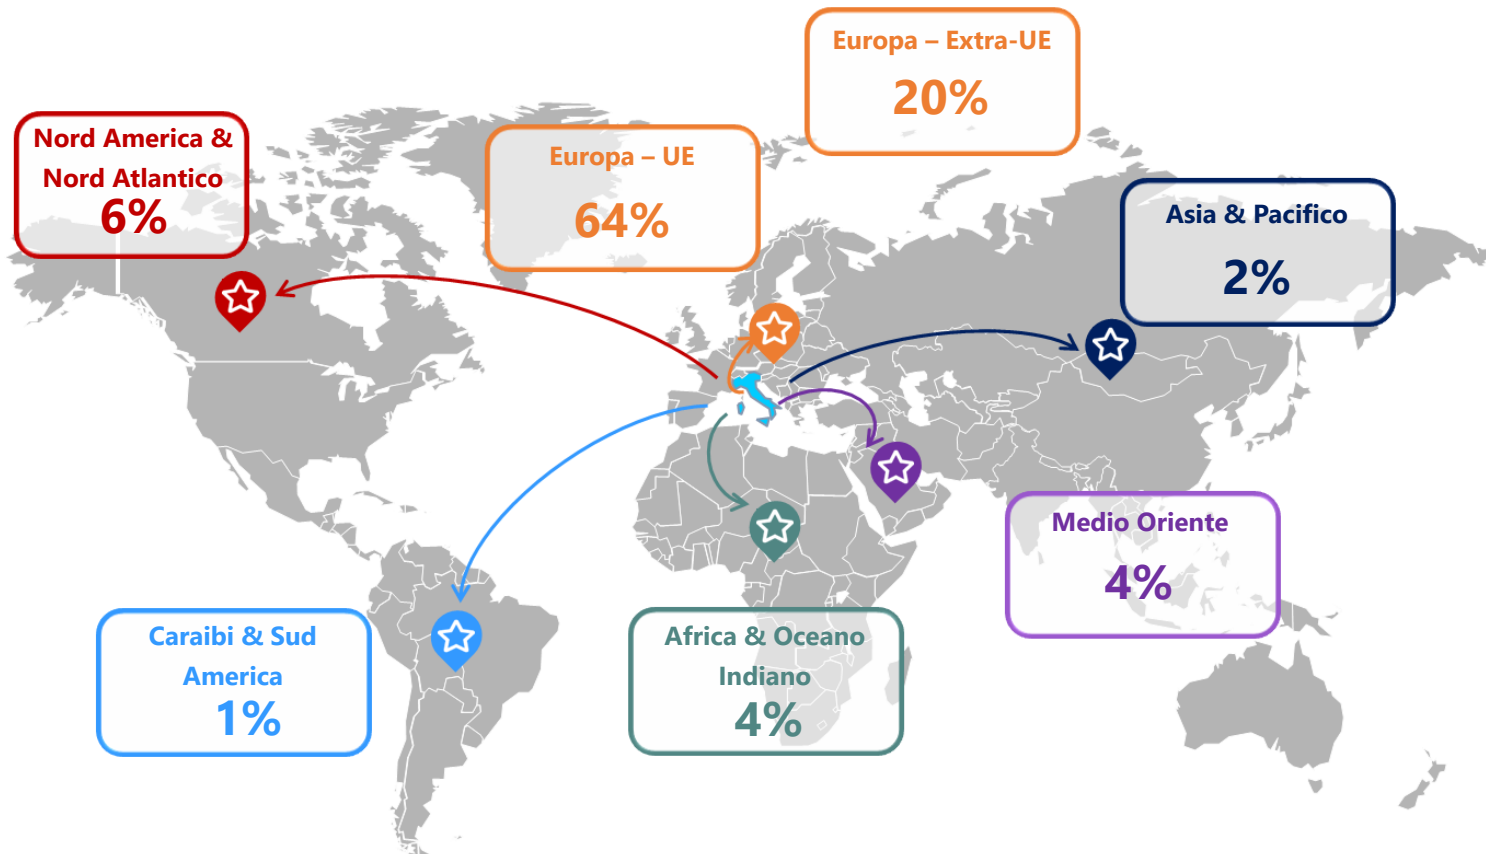 Europa – Extra-UE
20%
Nord America &
Nord Atlantico
6%
Europa – UE
64%
Asia & Pacifico
2%
Medio Oriente
4%
Caraibi & Sud
America
1%
Africa & Oceano
Indiano
4%